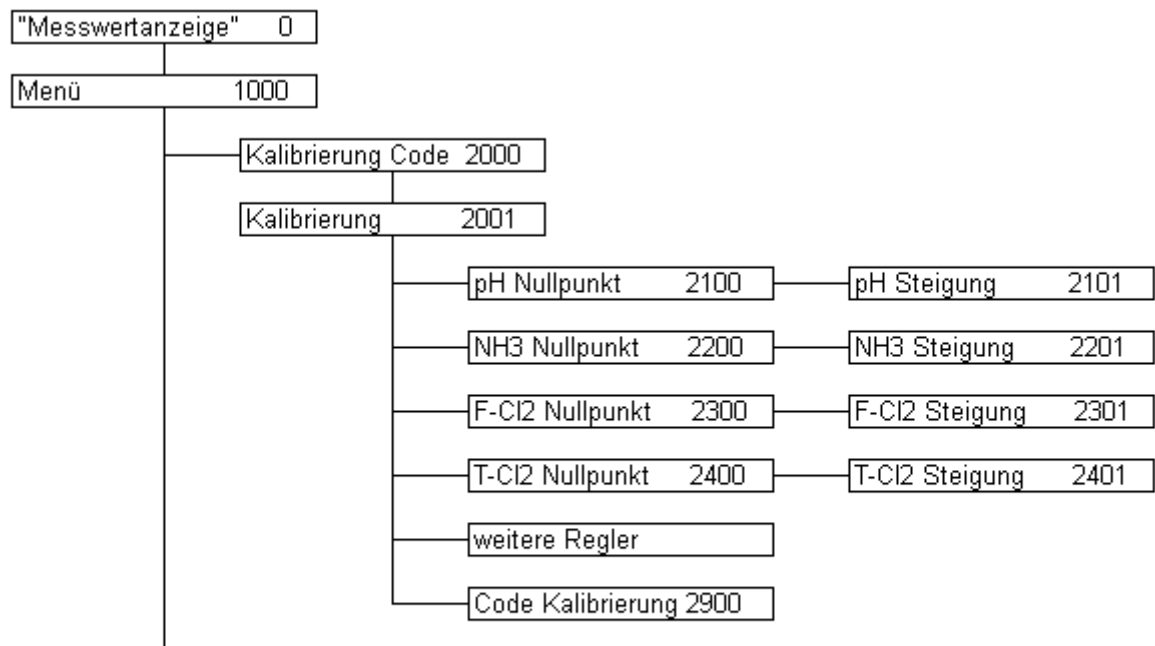 "Messwertanzeige" 0
Menü 1000
Kalibrierung Code 2000
Kalibrierung 2001
pH Nullpunkt 2100 pH Steigung 2101
NH3 Nullpunkt 2200 NH3 Steigung 2201
F-Cl2 Nullpunkt 2300 F-Cl2 Steigung 2301
T-Cl2 Nullpunkt 2400 T-Cl2 Steigung 2401
weitere Regler
Code Kalibrierung 2900